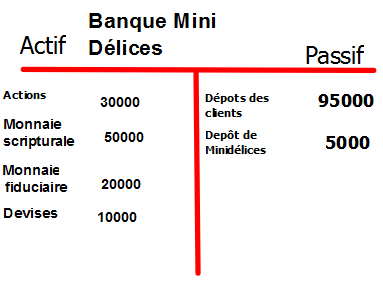 Banque Mini
Délices
Actif
Passif
Actions 30000
Monnaie
scripturale 50000
Monnaie
fiduciaire 20000
Devises 10000
Dépots des
clients 95000
Depôt de
Minidélices 5000